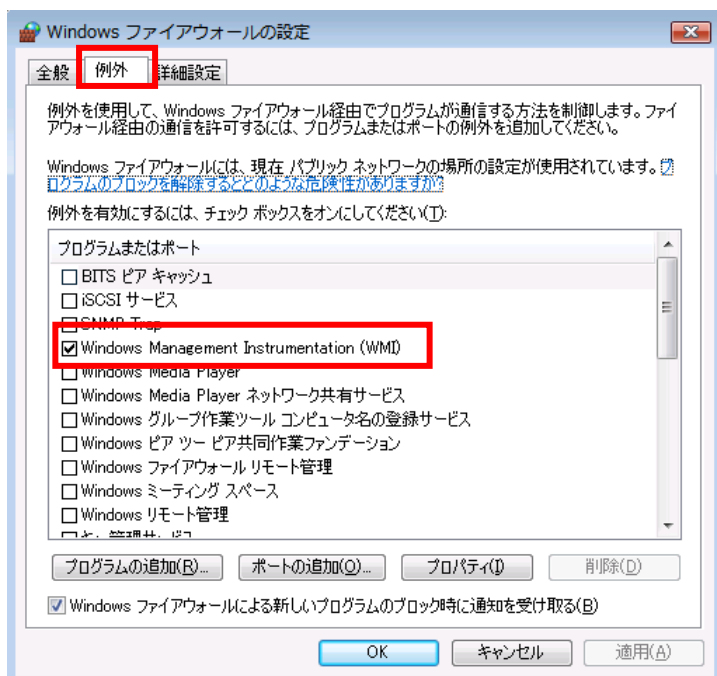 Windows ファイアウォールの設定
全般 例外 詳細設定
例外を使用して、Windows ファイアウォール経由でプログラムが通信する方法を制御します。ファイ
アウォール経由の通信を許可するには、プログラムまたはポートの例外を追加してください。
Windows ファイアウォールには、現在 パブリック ネットワークの場所の設定が使用されています。プ
ログラムのブロックを解除するとどのような危険性がありますか?
例外を有効にするには、チェック ボックスをオンにしてください(T):
プログラムまたはポート
BITS ピア キャッシュ
iSCSI サービス
SNMP Trap
Windows Management Instrumentation (WMI)
Windows Media Player
Windows Media Player ネットワーク共有サービス
Windows グループ作業ツール コンピュータ名の登録サービス
Windows ピア ツー ピア共同作業ファンデーション
Windows ファイアウォール リモート管理
Windows ミーティング スペース
Windows リモート管理
キー管理サービス
プログラムの追加(R)... ポートの追加(O)... プロパティ(I) 削除(D)
Windows ファイアウォールによる新しいプログラムのブロック時に通知を受け取る(B)
OK キャンセル 適用(A)